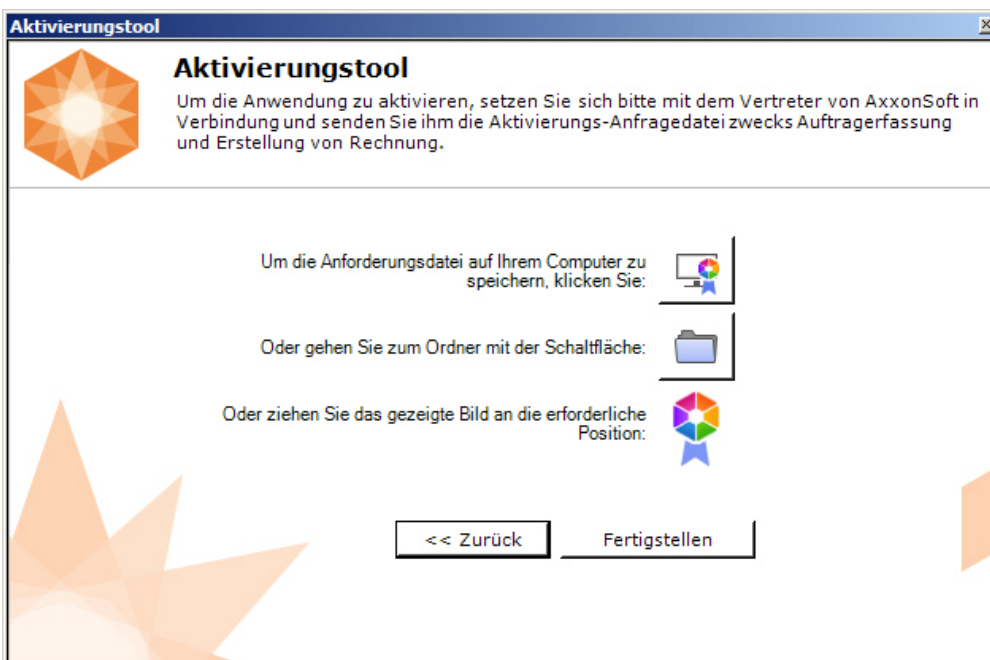 Aktivierungstool
Aktivierungstool
Um die Anwendung zu aktivieren, setzen Sie sich bitte mit dem Vertreter von AxxonSoft in
Verbindung und senden Sie ihm die Aktivierungs-Anfragedatei zwecks Auftragerfassung
und Erstellung von Rechnung.
Um die Anforderungsdatei auf Ihrem Computer zu
speichern, klicken Sie:
Oder gehen Sie zum Ordner mit der Schaltfläche:
Oder ziehen Sie das gezeigte Bild an die erforderliche
Position:
<< Zurück
Fertigstellen